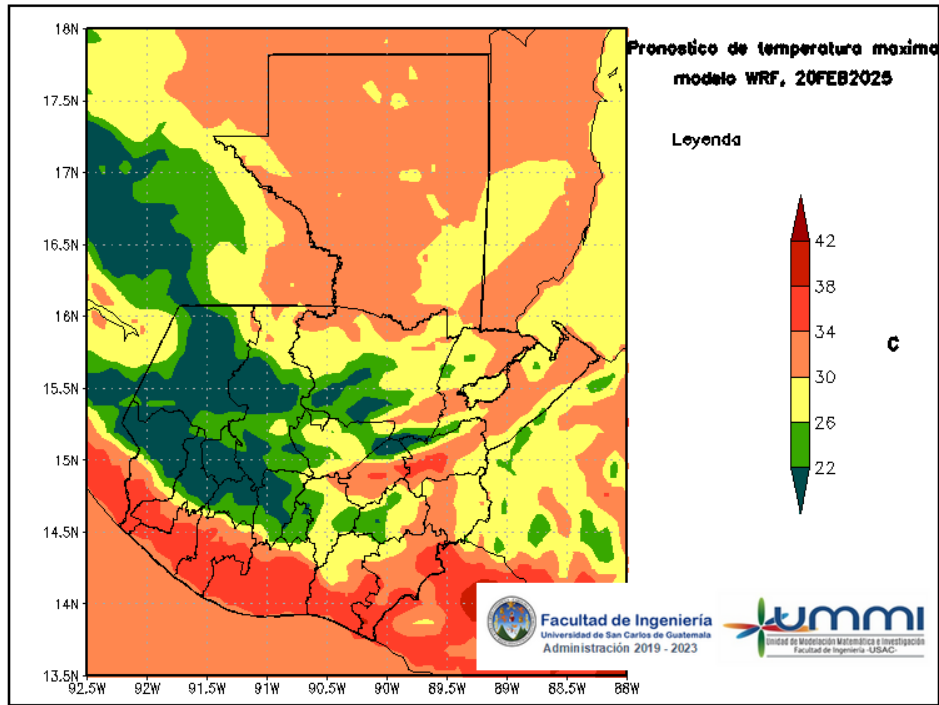 Pronostico de temperatura maxima
modelo WRF, 20FEB2025
Leyenda
42
38
34
30
26
22
C
18N
17.5N
17N
16.5N
16N
15.5N
15N
14.5N
14N
13.5N
92.5W
92W
91.5W
91W
90.5W
90W
89.5W
89W
88.5W
88W
Facultad de Ingeniería
Universidad de San Carlos de Guatemala
Administración 2019 - 2023
UMMI
Unidad de Modelación Matemática e Investigación
Facultad de Ingeniería -USAC-